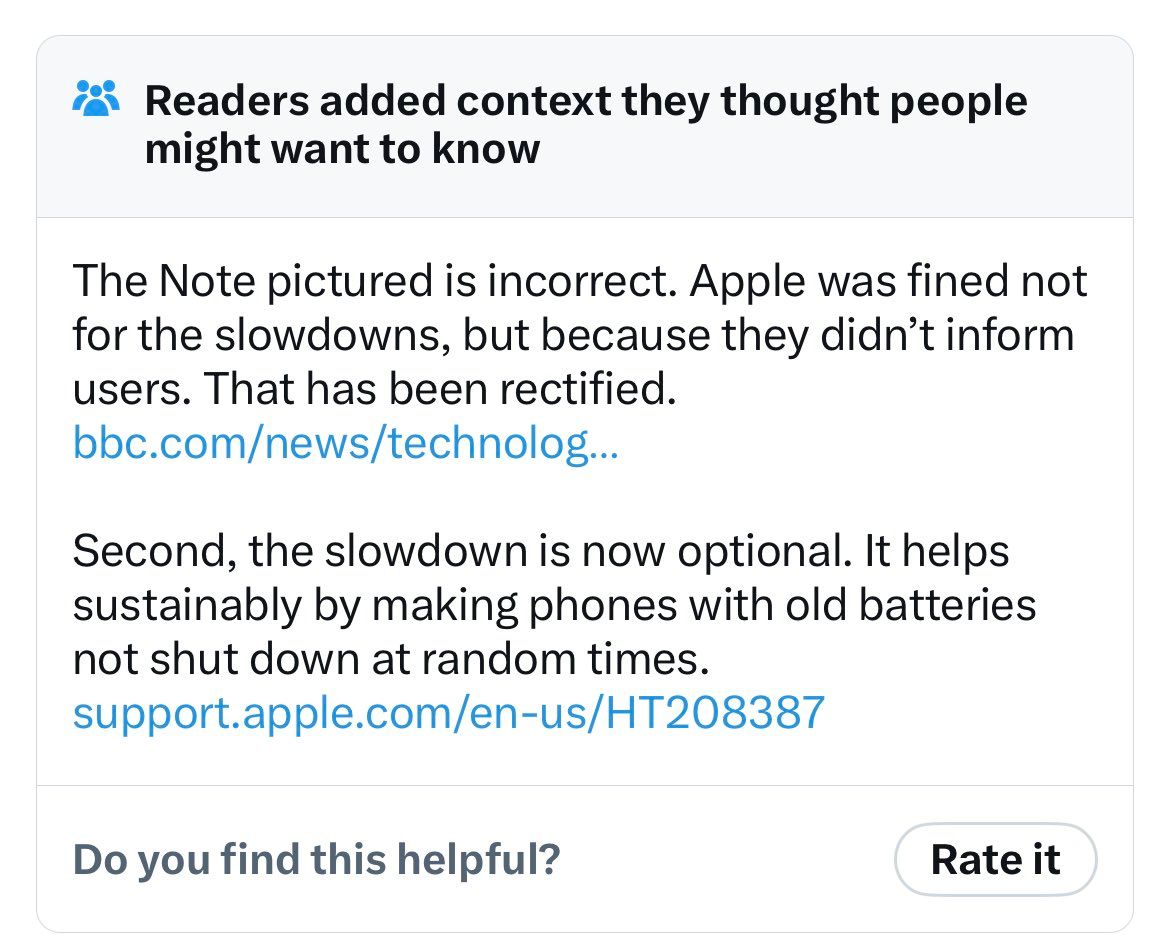 Readers added context they thought people
might want to know
The Note pictured is incorrect. Apple was fined not
for the slowdowns, but because they didn’t inform
users. That has been rectified.
bbc.com/news/technolog...
Second, the slowdown is now optional. It helps
sustainably by making phones with old batteries
not shut down at random times.
support.apple.com/en-us/HT208387
Do you find this helpful?
Rate it